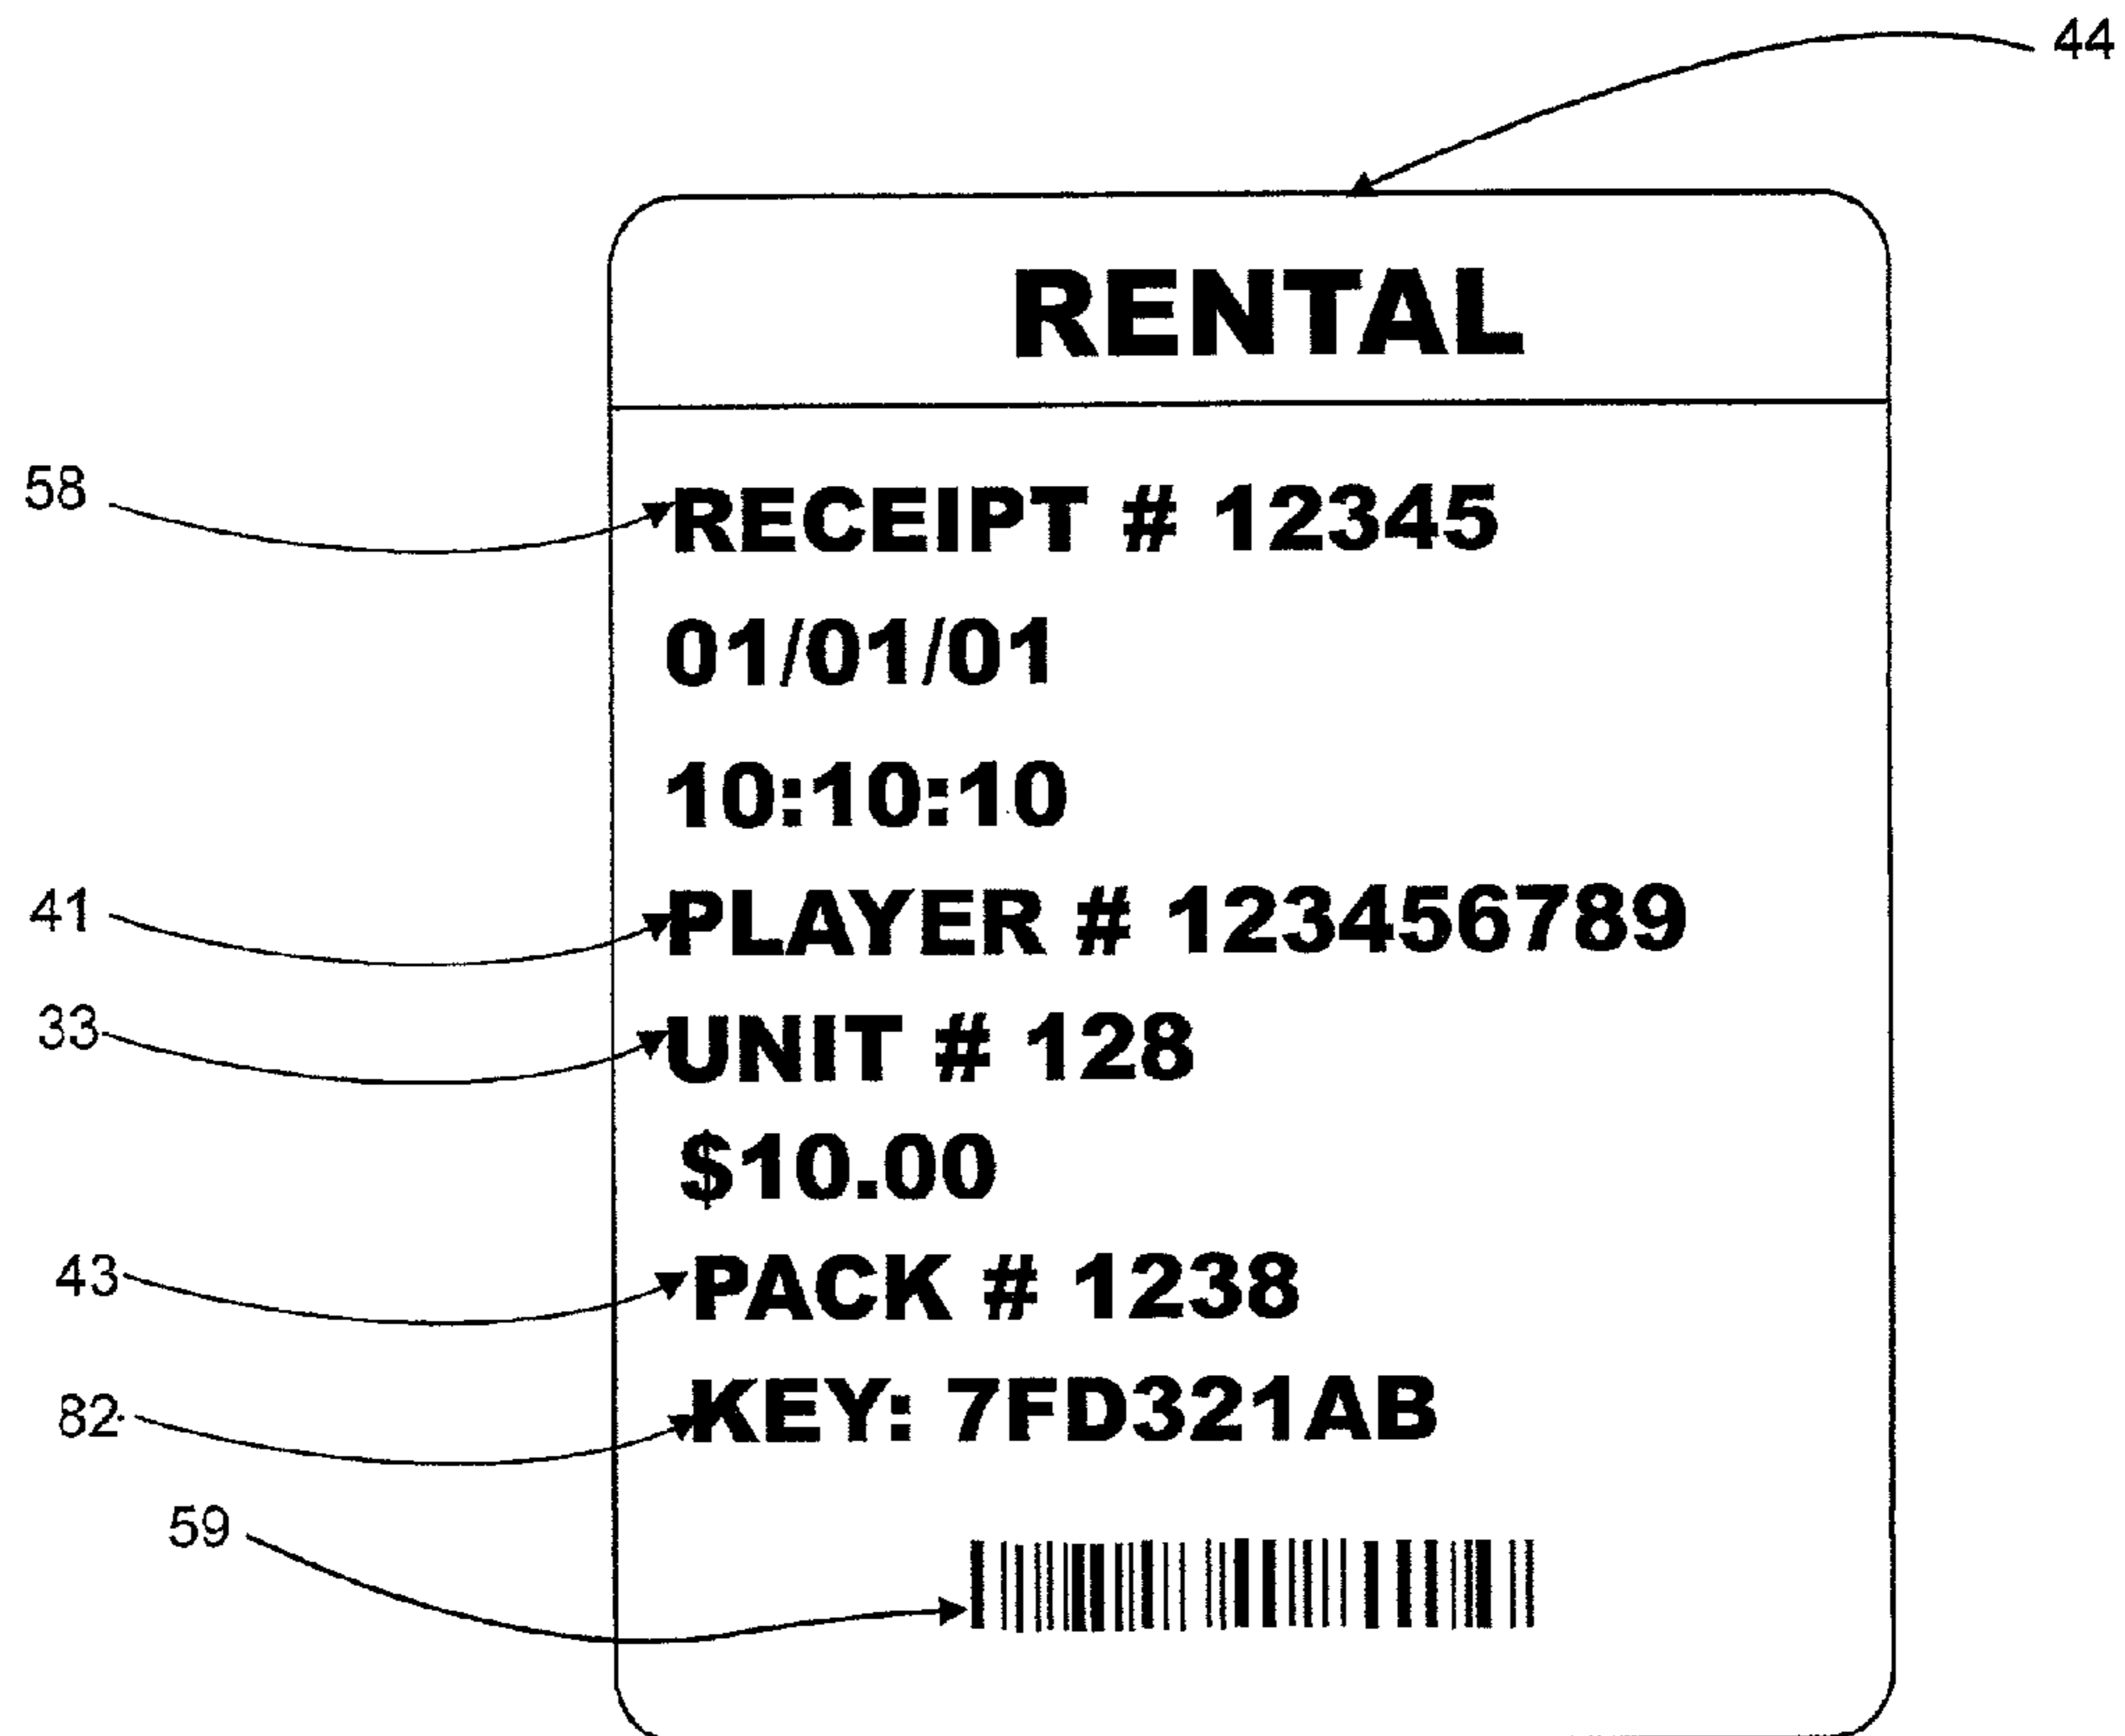 44
RENTAL
58 RECEIPT # 12345
01/01/01
10:10:10
41 PLAYER # 123456789
33 UNIT # 128
$10.00
43 PACK # 1238
82 KEY: 7FD321AB
59